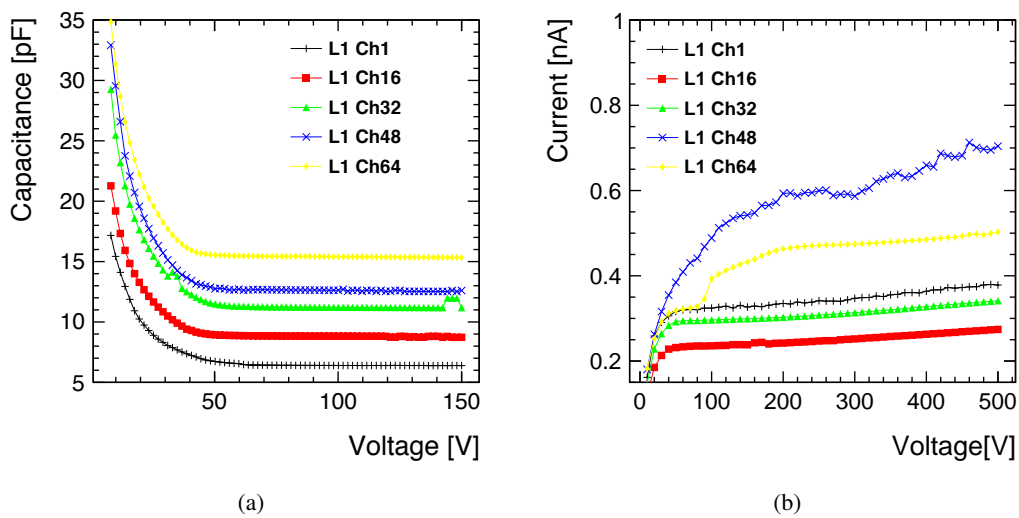 Capacitance [pF]
35
30
25
20
15
10
5
50
100
150
Voltage [V]
L1 Ch1
L1 Ch16
L1 Ch32
L1 Ch48
L1 Ch64
(a)
Current [nA]
1
0.8
0.6
0.4
0.2
0
100
200
300
400
500
Voltage[V]
L1 Ch1
L1 Ch16
L1 Ch32
L1 Ch48
L1 Ch64
(b)